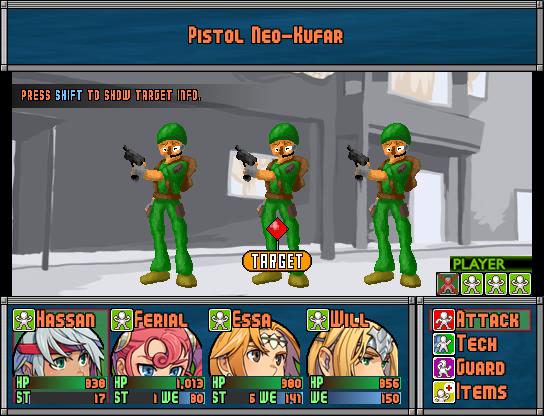 Pistol Neo-Kufar
PRESS SHIFT TO SHOW TARGET INFO.
TARGET
PLAYER
Hassan Ferial Essa Will
HP 838 HP 1,013 HP 980 HP 856
ST 17 ST 1 WE 80 ST 6 WE 141 WE 150
Attack
Tech
Guard
Items